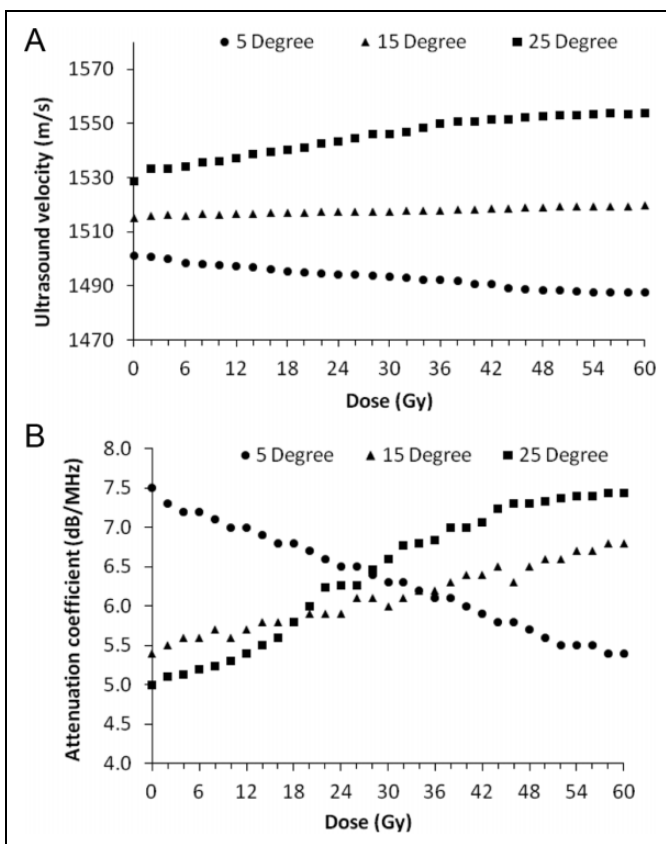 A
5 Degree 15 Degree 25 Degree
Ultrasound velocity (m/s)
1570
1550
1530
1510
1490
1470
0 6 12 18 24 30 36 42 48 54 60
Dose (Gy)
B
5 Degree 15 Degree 25 Degree
Attenuation coefficient (dB/MHz)
8.0
7.5
7.0
6.5
6.0
5.5
5.0
4.5
4.0
0 6 12 18 24 30 36 42 48 54 60
Dose (Gy)